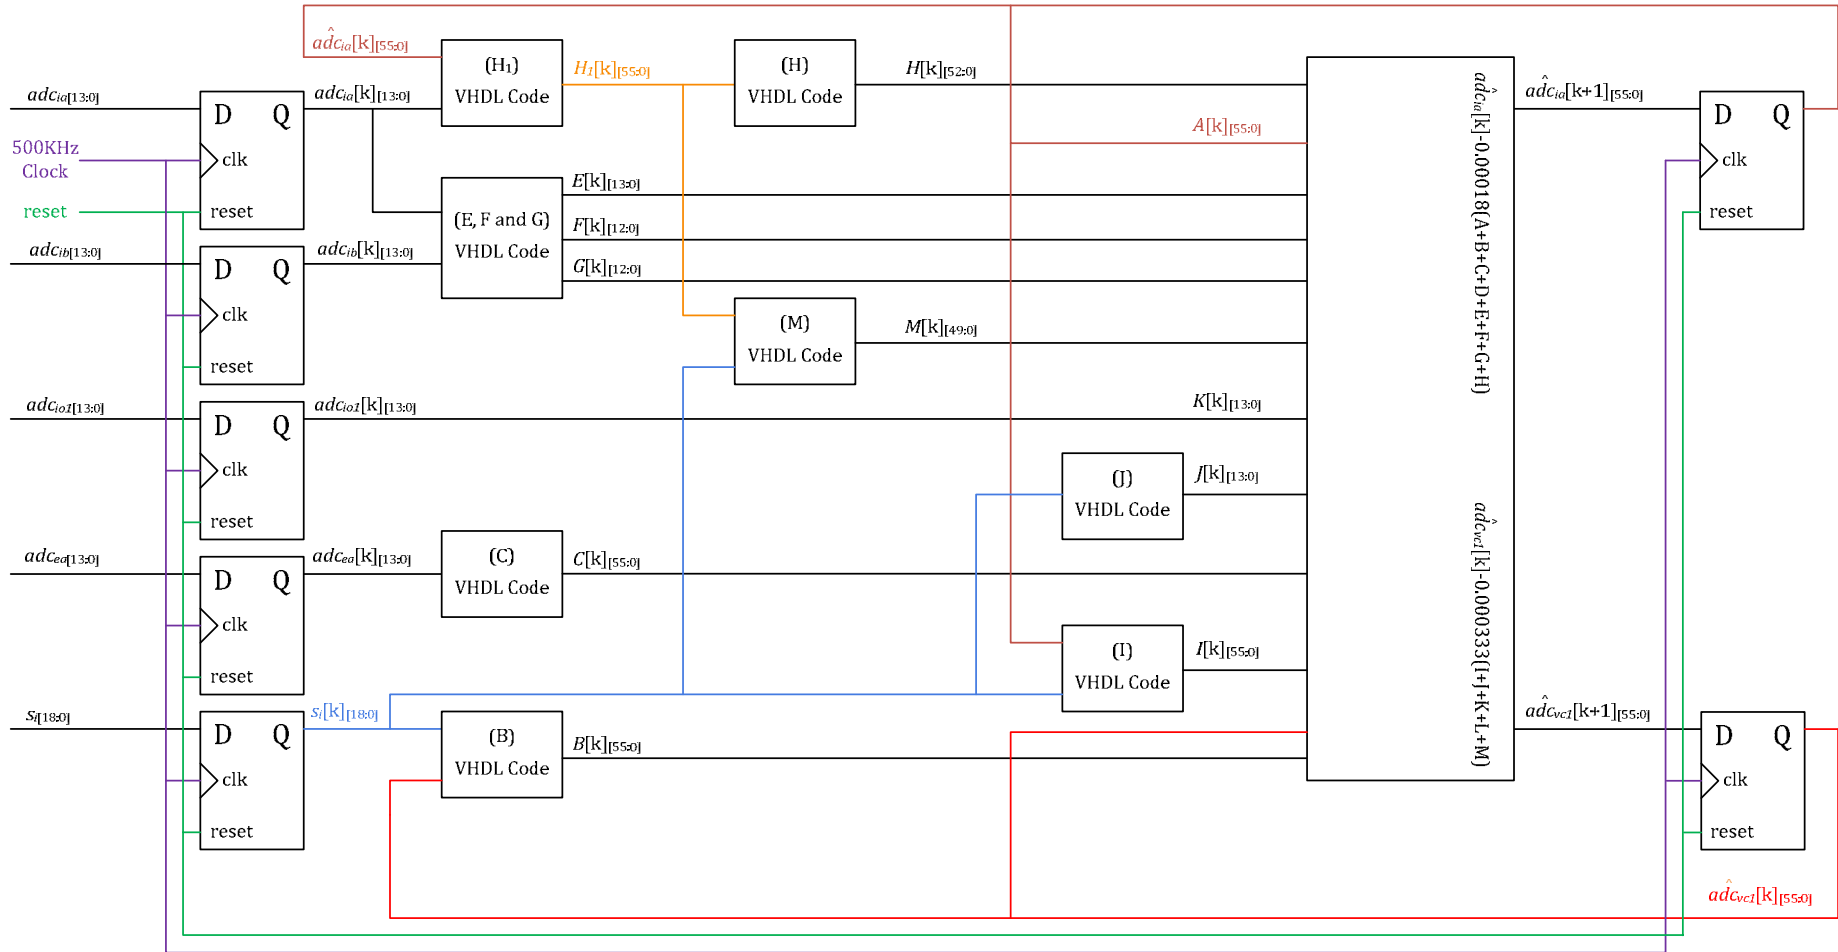 adĉia[k][55:0]
(H₁)
VHDL Code
H1[k][55:0]
(H)
VHDL Code
H[k][52:0]
adcia[13:0]
D Q
clk
reset
adcia[k][13:0]
500KHz
Clock
reset
A[k][55:0]
(E, F and G)
VHDL Code
E[k][13:0]
F[k][12:0]
G[k][12:0]
adcib[13:0]
D Q
clk
reset
adcib[k][13:0]
(M)
VHDL Code
M[k][49:0]
adcio1[13:0]
D Q
clk
reset
adcio1[k][13:0]
K[k][13:0]
(J)
VHDL Code
J[k][13:0]
adcea[13:0]
D Q
clk
reset
adcea[k][13:0]
(C)
VHDL Code
C[k][55:0]
(I)
VHDL Code
I[k][55:0]
si[18:0]
D Q
clk
reset
si[k][18:0]
(B)
VHDL Code
B[k][55:0]
adĉia[k]-0.00018(A+B+C+D+E+F+G+H)
adĉvc1[k]-0.000333(I+J+K+L+M)
adĉia[k+1][55:0]
D Q
clk
reset
adĉvc1[k+1][55:0]
D Q
clk
reset
adĉvc1[k][55:0]